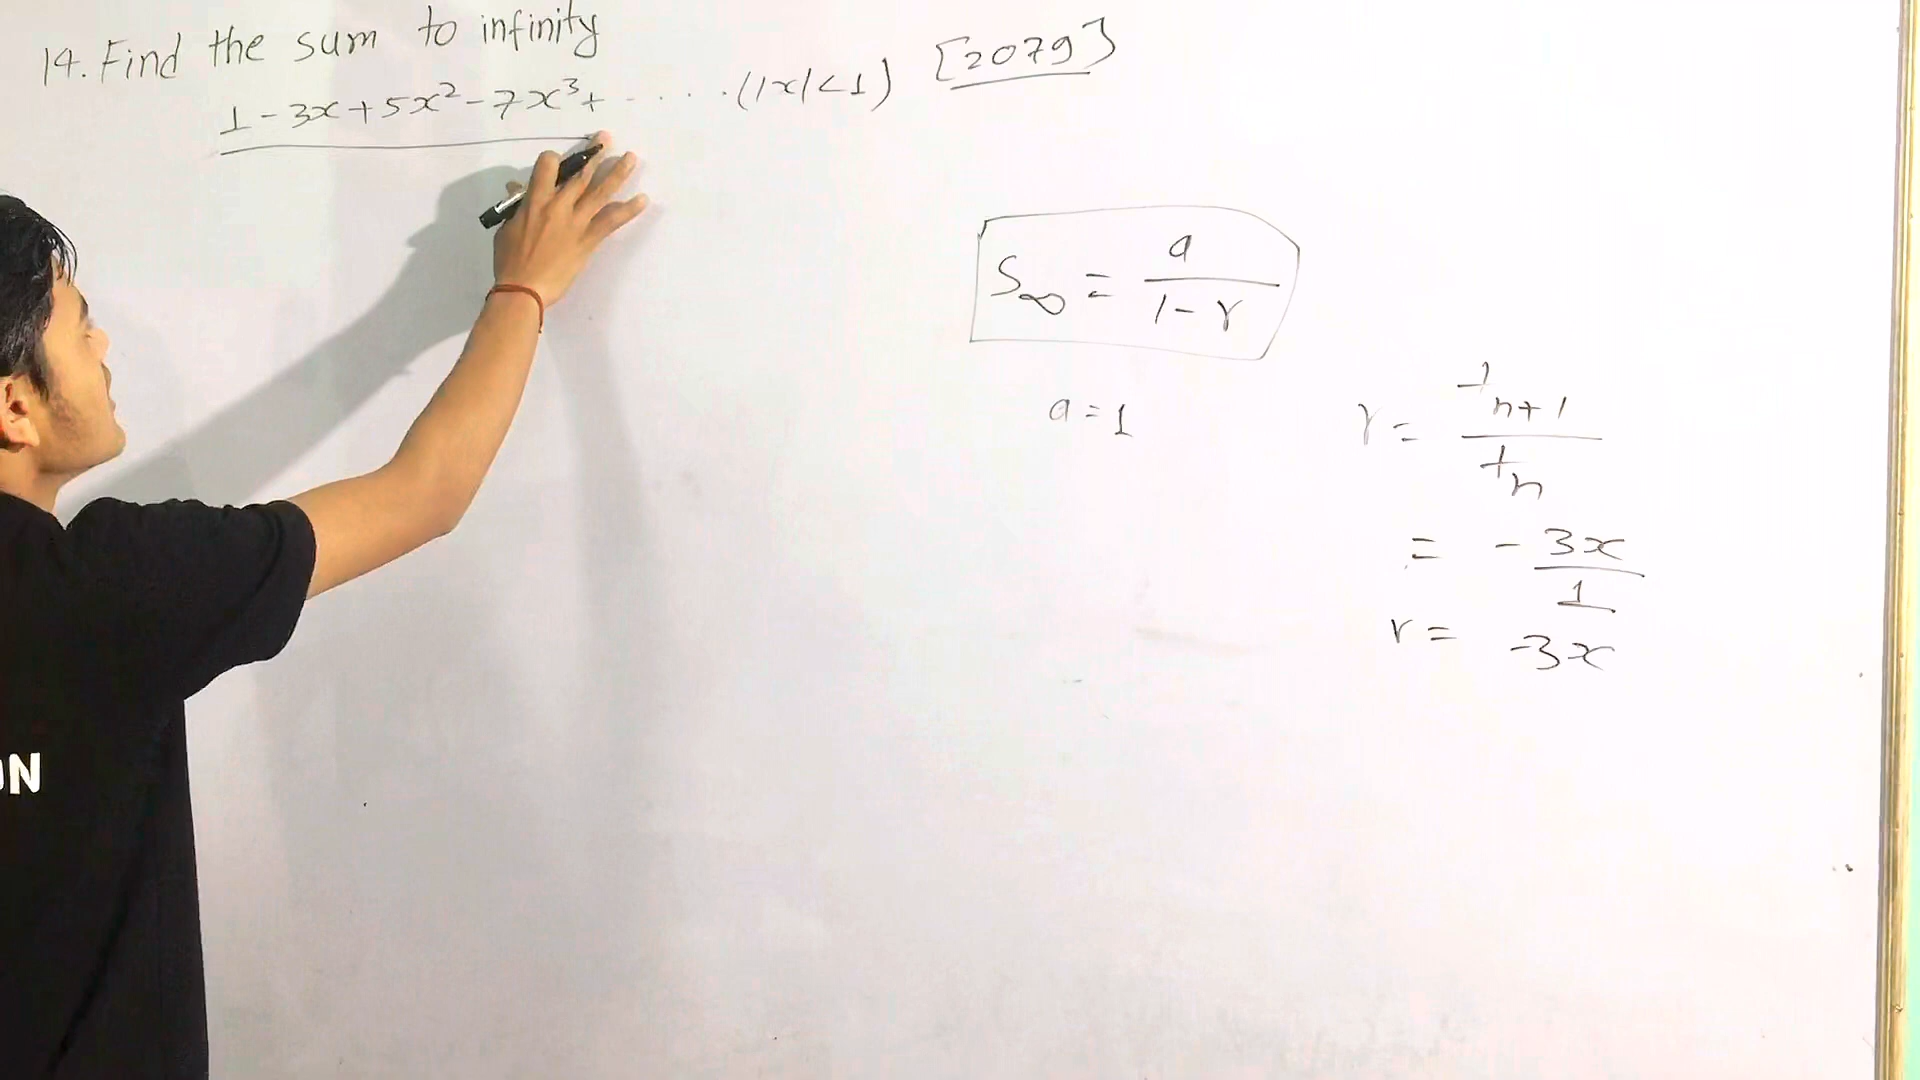 14. Find the sum to infinity
1 - 3x + 5x² - 7x³ + ..... (|x| < 1) [2079]
S∞ = a / 1 - r
a = 1
r = tn+1 / tn
= - 3x / 1
r = -3x
ON